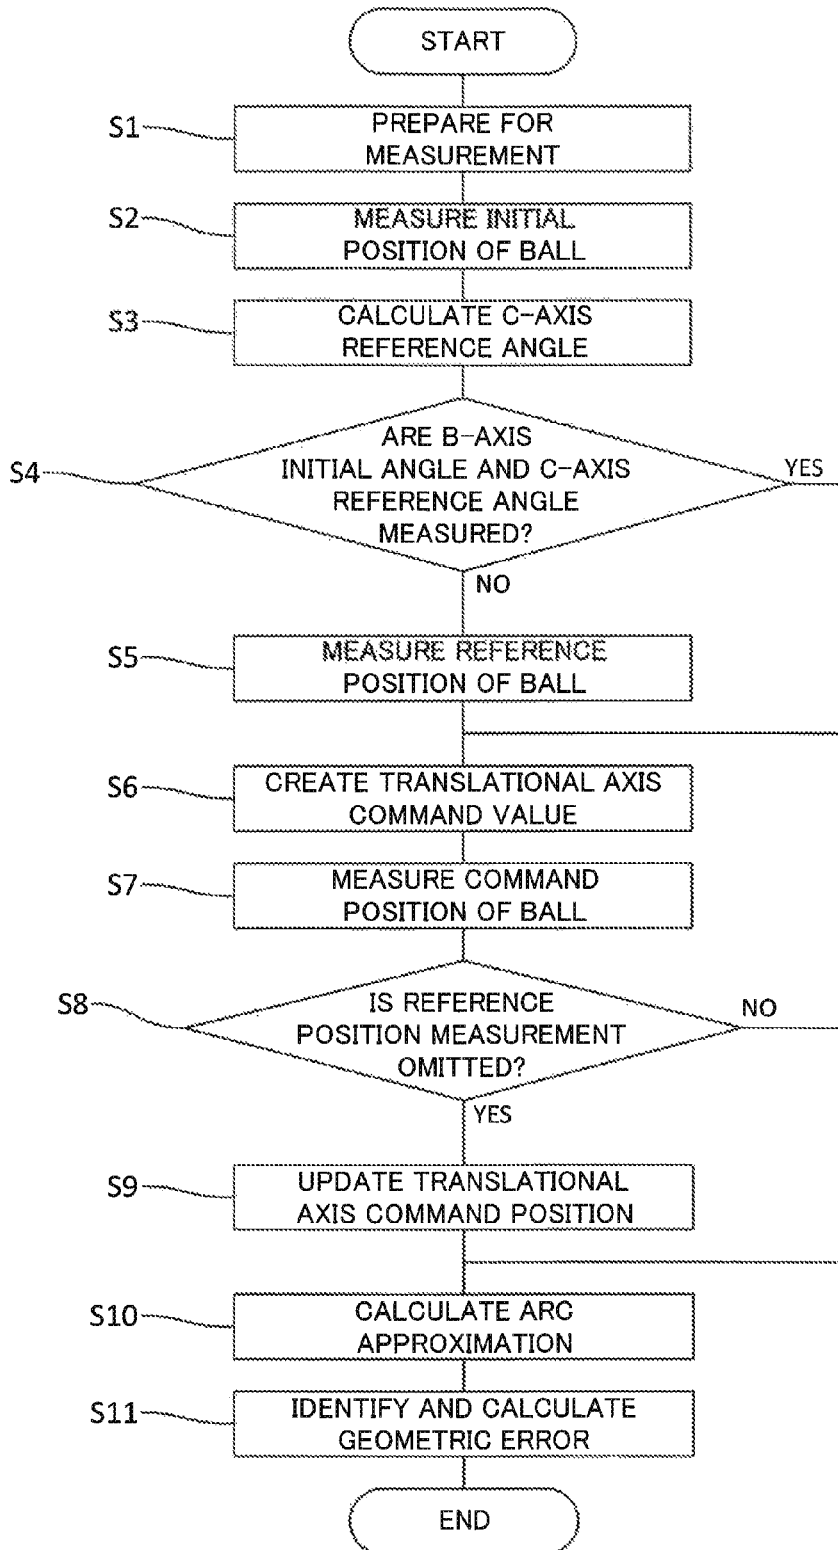 START
S1
PREPARE FOR
MEASUREMENT
S2
MEASURE INITIAL
POSITION OF BALL
S3
CALCULATE C-AXIS
REFERENCE ANGLE
S4
ARE B-AXIS
INITIAL ANGLE AND C-AXIS
REFERENCE ANGLE
MEASURED?
YES
NO
S5
MEASURE REFERENCE
POSITION OF BALL
S6
CREATE TRANSLATIONAL AXIS
COMMAND VALUE
S7
MEASURE COMMAND
POSITION OF BALL
S8
IS REFERENCE
POSITION MEASUREMENT
OMITTED?
NO
YES
S9
UPDATE TRANSLATIONAL
AXIS COMMAND POSITION
S10
CALCULATE ARC
APPROXIMATION
S11
IDENTIFY AND CALCULATE
GEOMETRIC ERROR
END